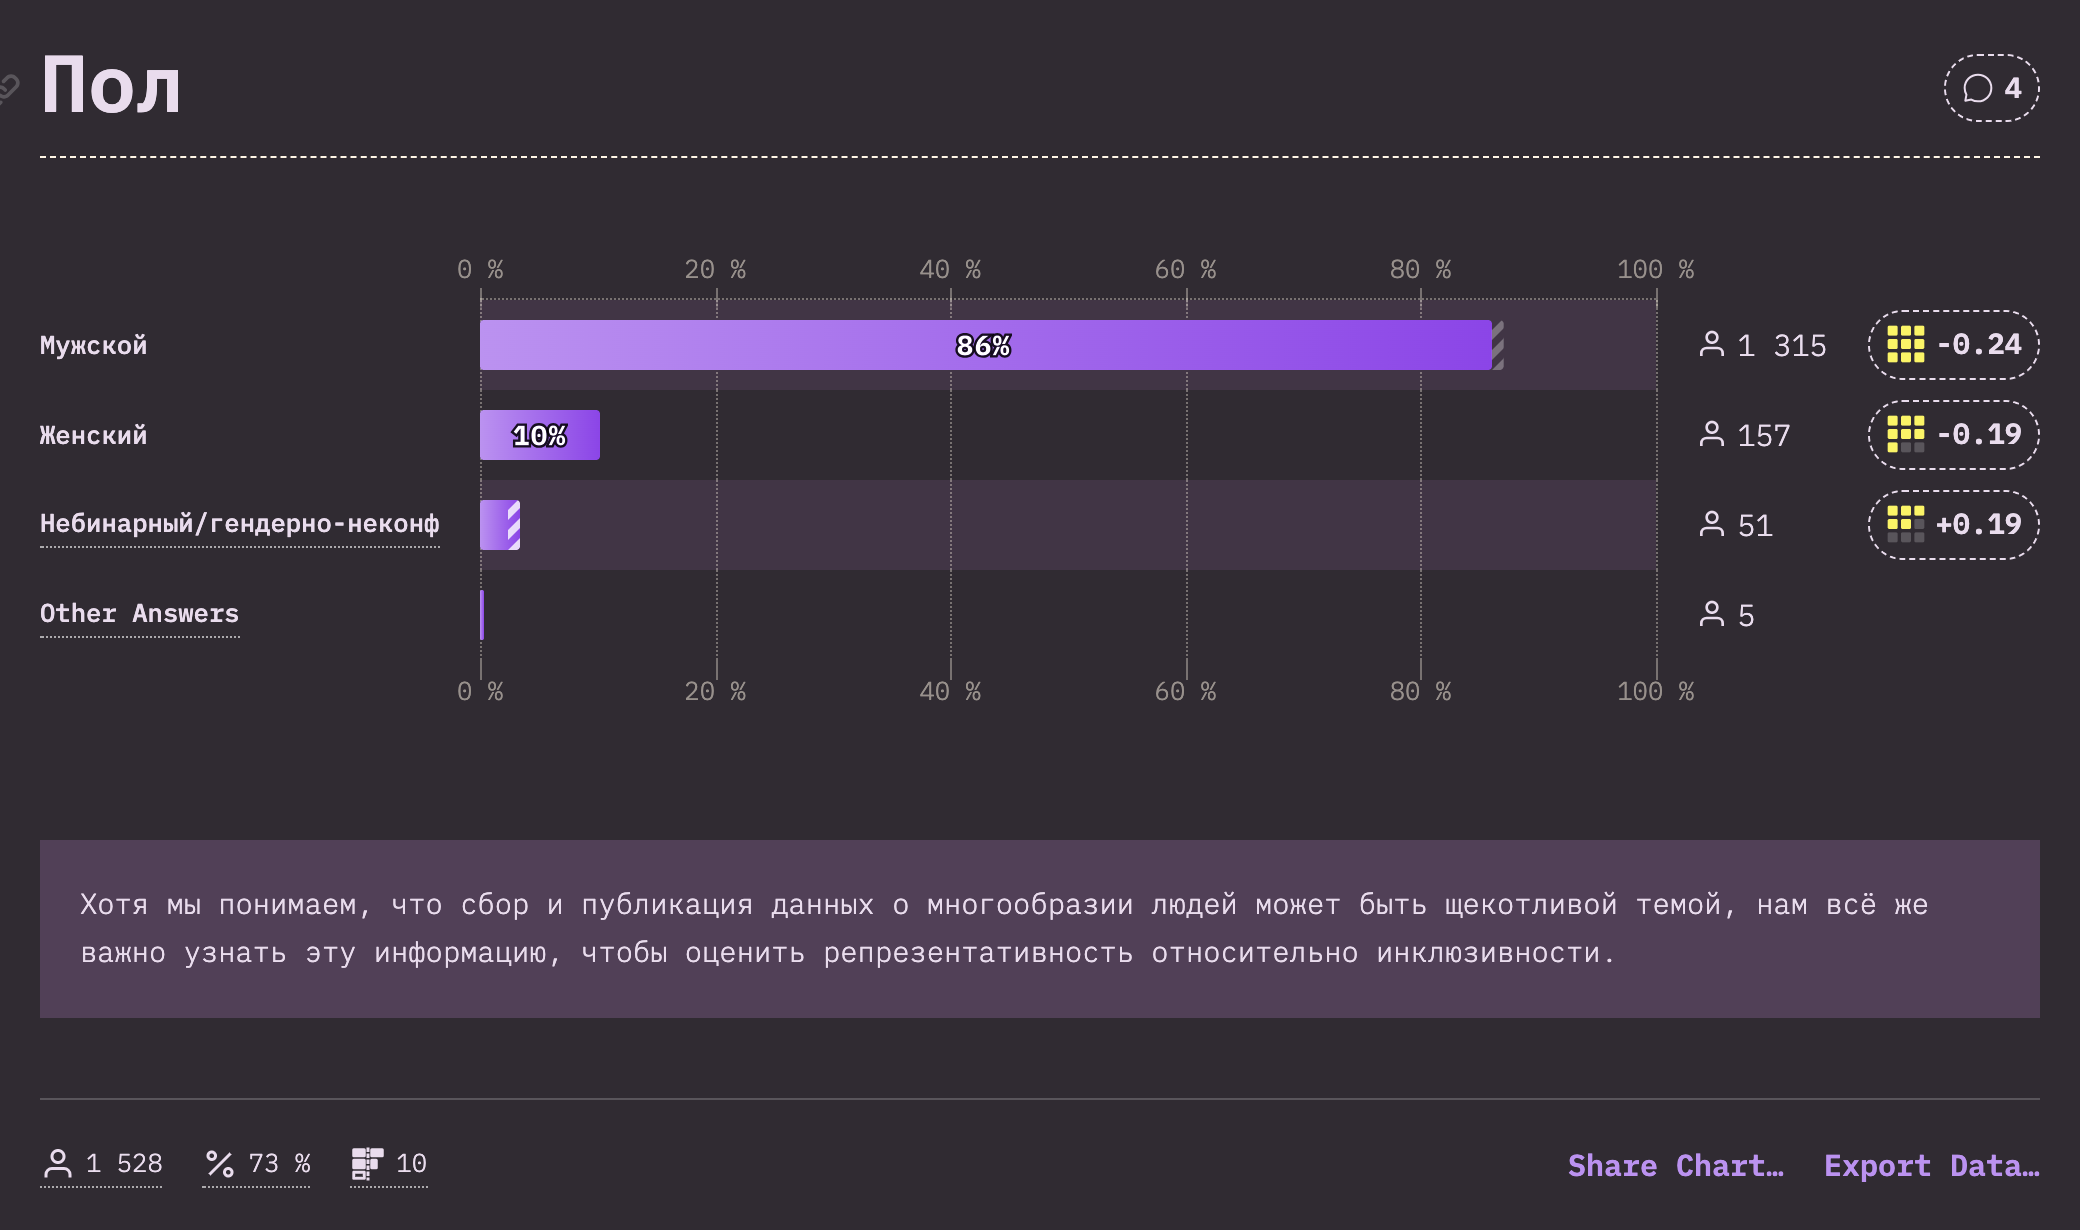 Пол
4
0 % 20 % 40 % 60 % 80 % 100 %
Мужской 86% 1 315 -0.24
Женский 10% 157 -0.19
Небинарный/гендерно-неконф 51 +0.19
Other Answers 5
0 % 20 % 40 % 60 % 80 % 100 %
Хотя мы понимаем, что сбор и публикация данных о многообразии людей может быть щекотливой темой, нам всё же
важно узнать эту информацию, чтобы оценить репрезентативность относительно инклюзивности.
1 528 73 % 10 Share Chart… Export Data…